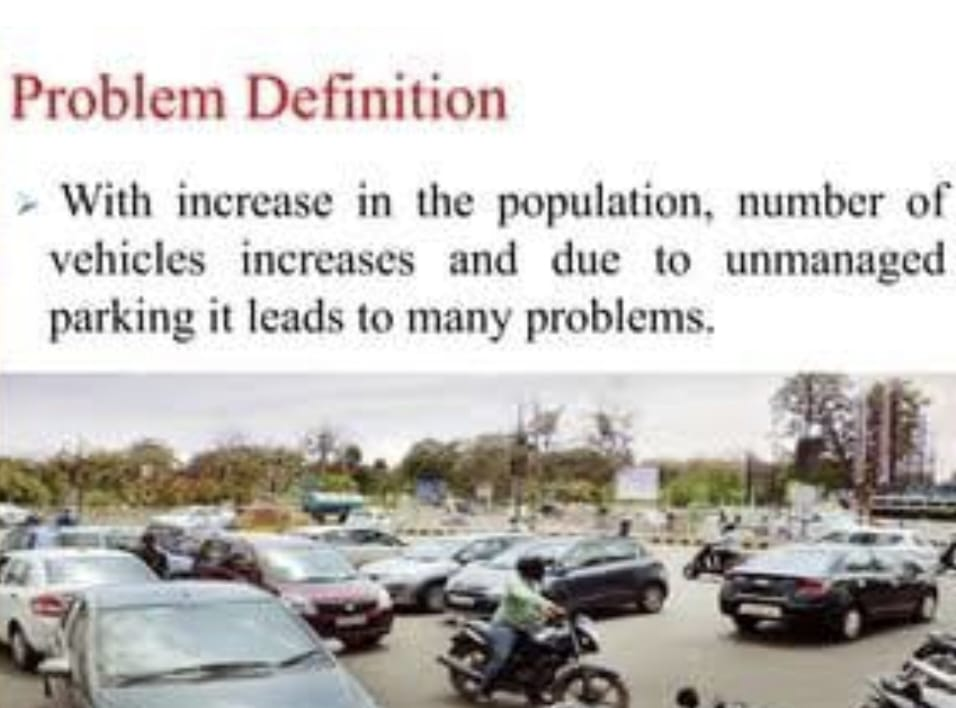 Problem Definition
➢ With increase in the population, number of
vehicles increases and due to unmanaged
parking it leads to many problems.